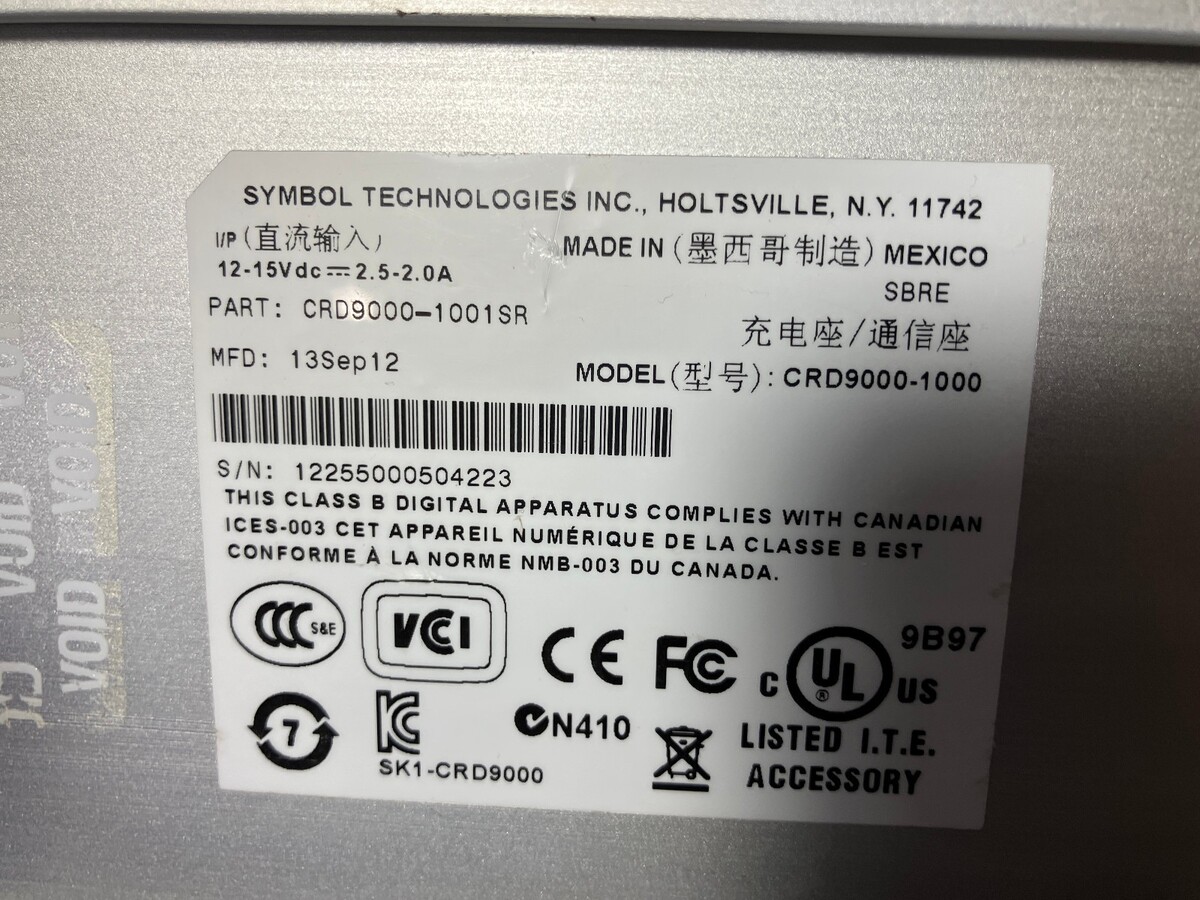 SYMBOL TECHNOLOGIES INC., HOLTSVILLE, N.Y. 11742
I/P (直流输入)
MADE IN (墨西哥制造) MEXICO
12-15Vdc⎓2.5-2.0A
SBRE
PART: CRD9000-1001SR
充电座/通信座
MFD: 13Sep12
MODEL (型号): CRD9000-1000
S/N: 12255000504223
THIS CLASS B DIGITAL APPARATUS COMPLIES WITH CANADIAN
ICES-003 CET APPAREIL NUMÉRIQUE DE LA CLASSE B EST
CONFORME À LA NORME NMB-003 DU CANADA.
CCC S&E
VCCI
CE
FC
C UL ® US
9B97
LISTED I.T.E.
ACCESSORY
7
KC
SK1-CRD9000
N410
VOID VOID
VOID